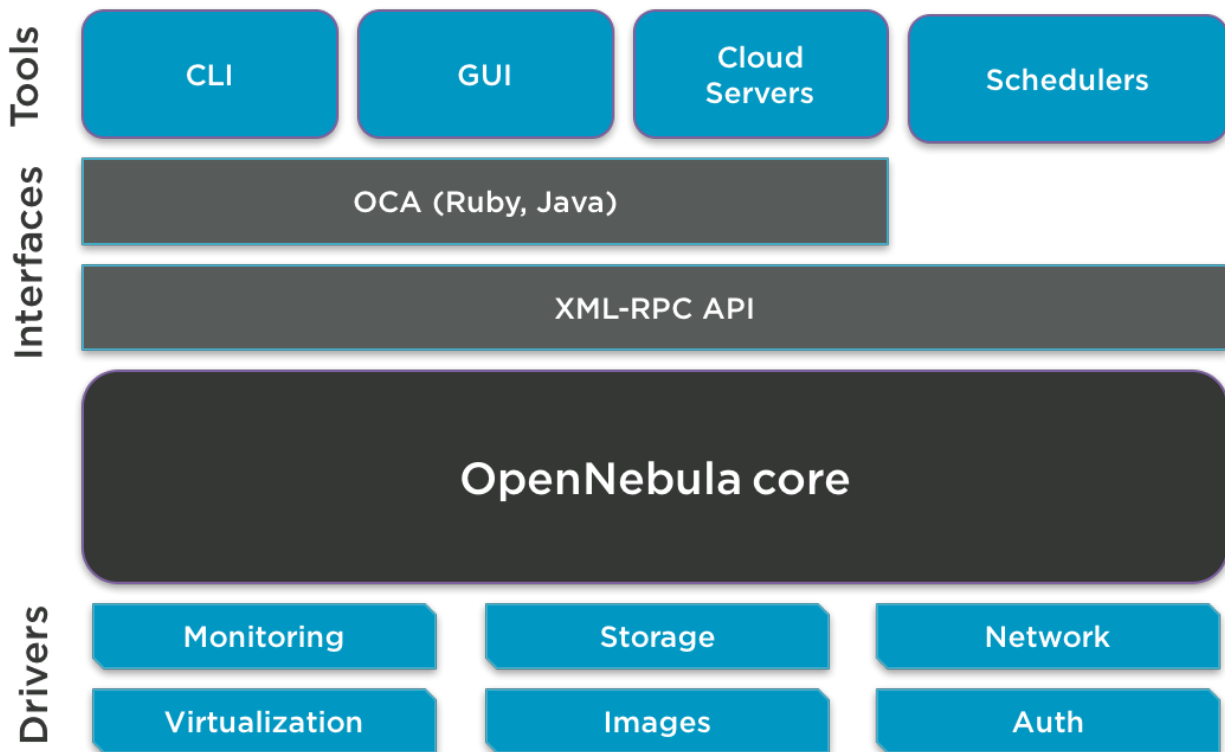 Tools
CLI
GUI
Cloud
Servers
Schedulers
Interfaces
OCA (Ruby, Java)
XML-RPC API
OpenNebula core
Drivers
Monitoring
Storage
Network
Virtualization
Images
Auth